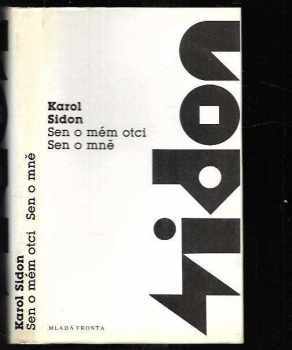 Karol
Sidon
Sen o mém otci
Sen o mně
sidon
MLADÁ FRONTA
Karol Sidon
Sen o mém otci Sen o mně